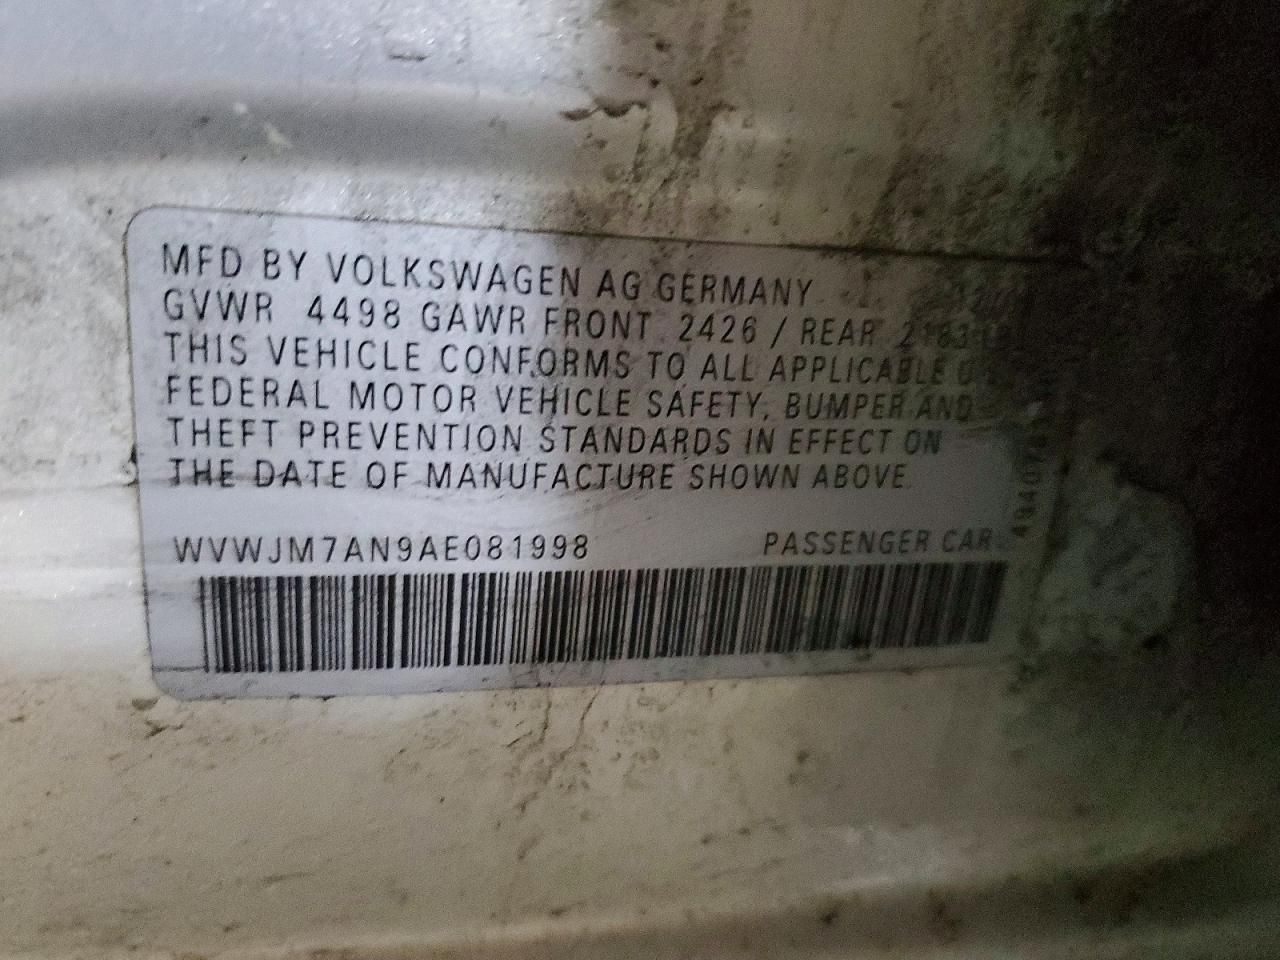 MFD BY VOLKSWAGEN AG GERMANY
GVWR 4498 GAWR FRONT 2426 / REAR 2183
THIS VEHICLE CONFORMS TO ALL APPLICABLE
FEDERAL MOTOR VEHICLE SAFETY, BUMPER AND
THEFT PREVENTION STANDARDS IN EFFECT ON
THE DATE OF MANUFACTURE SHOWN ABOVE.
WVWJM7AN9AE081998 PASSENGER CAR